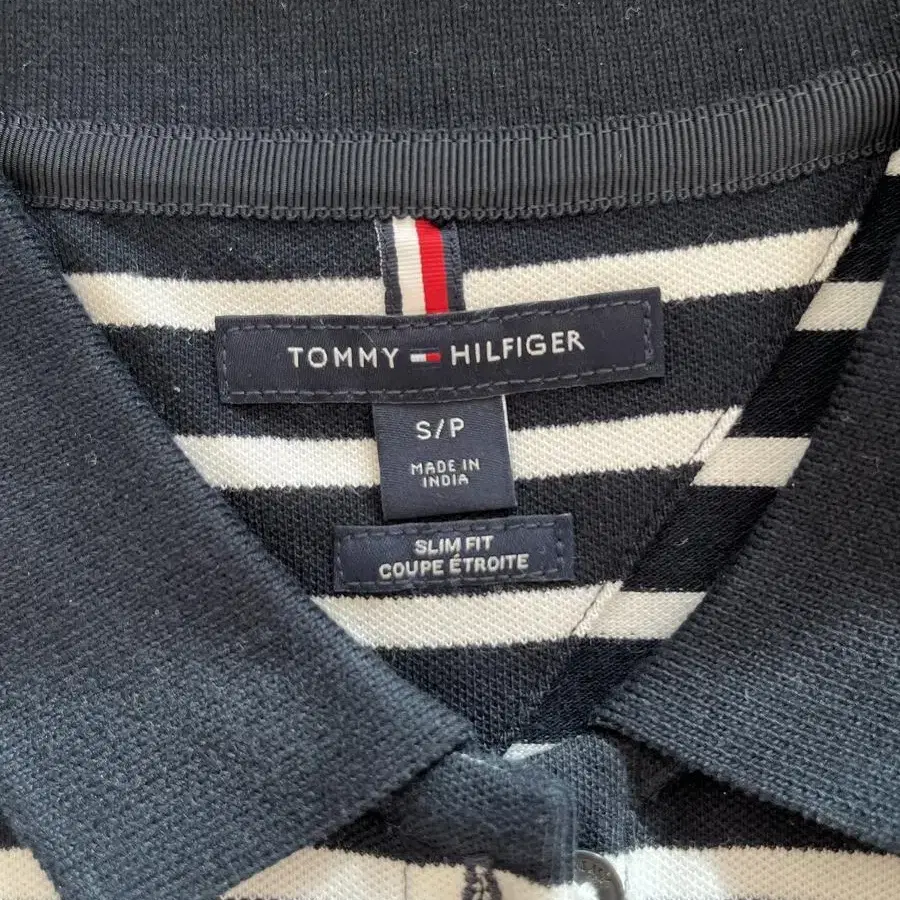 TOMMY HILFIGER
S/P
MADE IN
INDIA
SLIM FIT
COUPE ÉTROITE